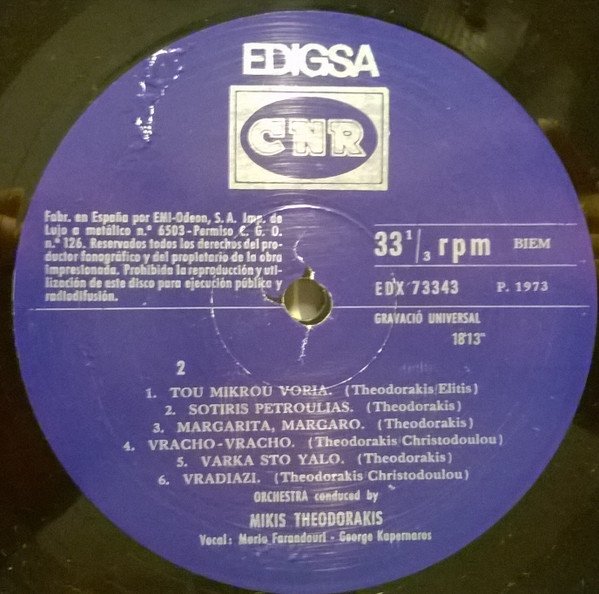 EDIGSA
CNR
Fabr. en España por EMI-Odeon, S. A. Imp. de
Lujo a metálico n.º 6503-Permiso C. G. O.
n.º 126. Reservados todos los derechos del pro-
ductor fonográfico y del propietario de la obra
impresionada. Prohibida la reproducción y uti-
lización de este disco para ejecución pública y
radiodifusión.
33 1/3 rpm BIEM
EDX 73343 P. 1973
GRAVACIÓ UNIVERSAL
18'13"
2
1. TOU MIKROU VORIA. (Theodorakis/Elitis)
2. SOTIRIS PETROULIAS. (Theodorakis)
3. MARGARITA, MARGARO. (Theodorakis)
4. VRACHO-VRACHO. (Theodorakis/Christodoulou)
5. VARKA STO YALO. (Theodorakis)
6. VRADIAZI. (Theodorakis Christodoulou)
ORCHESTRA conducted by
MIKIS THEODORAKIS
Vocal: Maria Farandouri - George Kapernaros